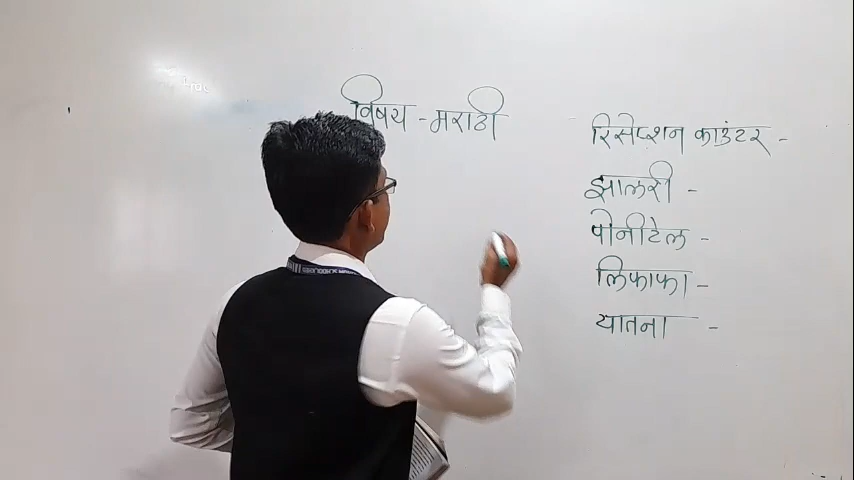 विषय - मराठी
रिसेप्शन काउंटर -
झालरी -
पोनीटेल -
लिफाफा -
यातना -